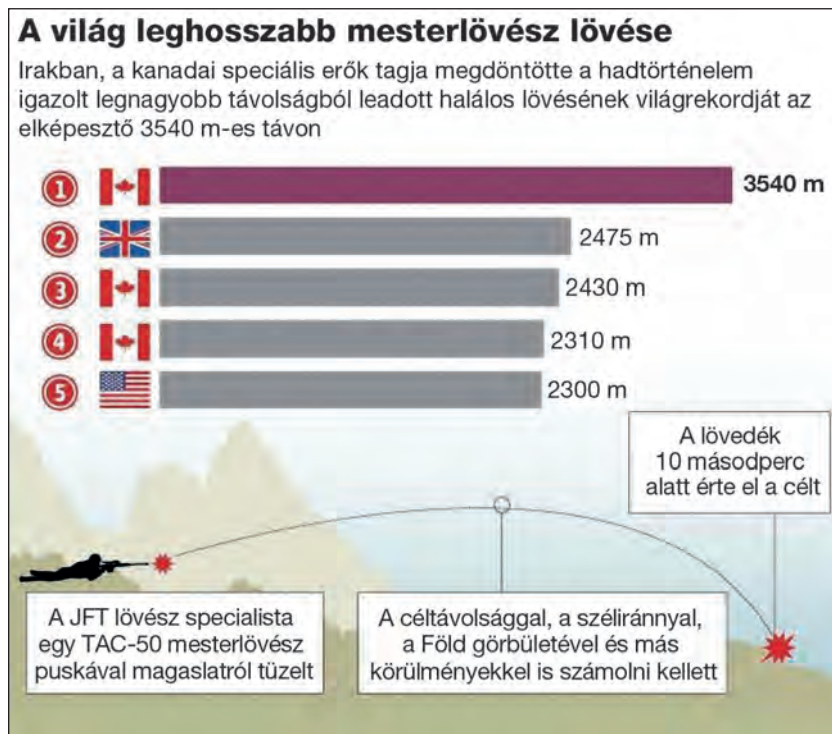 A világ leghosszabb mesterlövész lövése
Irakban, a kanadai speciális erők tagja megdöntötte a hadtörténelem
igazolt legnagyobb távolságból leadott halálos lövésének világrekordját az
elképesztő 3540 m-es távon
1 3540 m
2 2475 m
3 2430 m
4 2310 m
5 2300 m
A lövedék
10 másodperc
alatt érte el a célt
A JFT lövész specialista
egy TAC-50 mesterlövész
puskával magaslatról tüzelt
A céltávolsággal, a széliránnyal,
a Föld görbületével és más
körülményekkel is számolni kellett